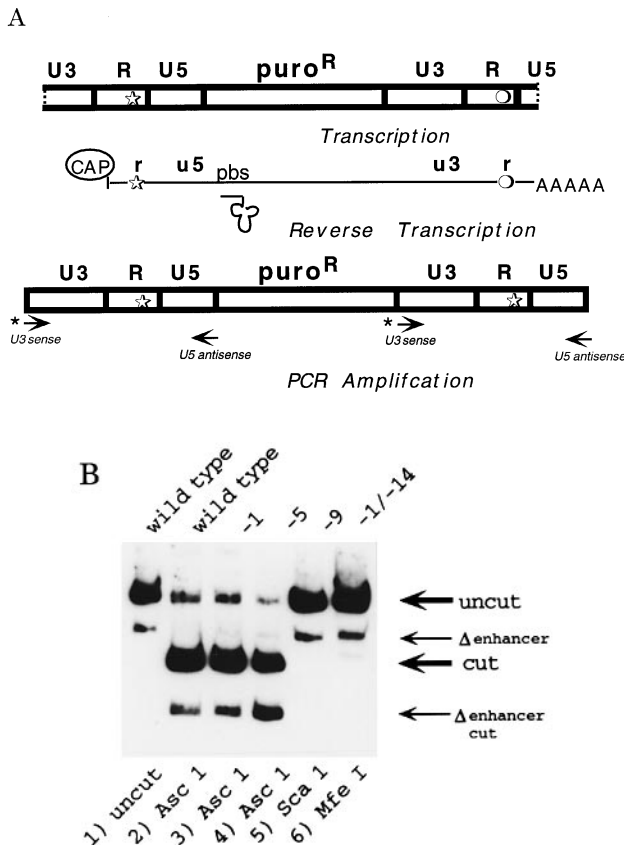 A
U3 R U5 puroR U3 R U5
Transcription
CAP r u5 pbs u3 r AAAAA
Reverse Transcription
U3 R U5 puroR U3 R U5
* *
U3 sense U5 antisense U3 sense U5 antisense
PCR Amplifcation
B
wild type wild type -1 -5 -9 -1/-14
uncut
Δenhancer
cut
Δenhancer
cut
1) uncut 2) Asc 1 3) Asc 1 4) Asc 1 5) Sca 1 6) Mfe I